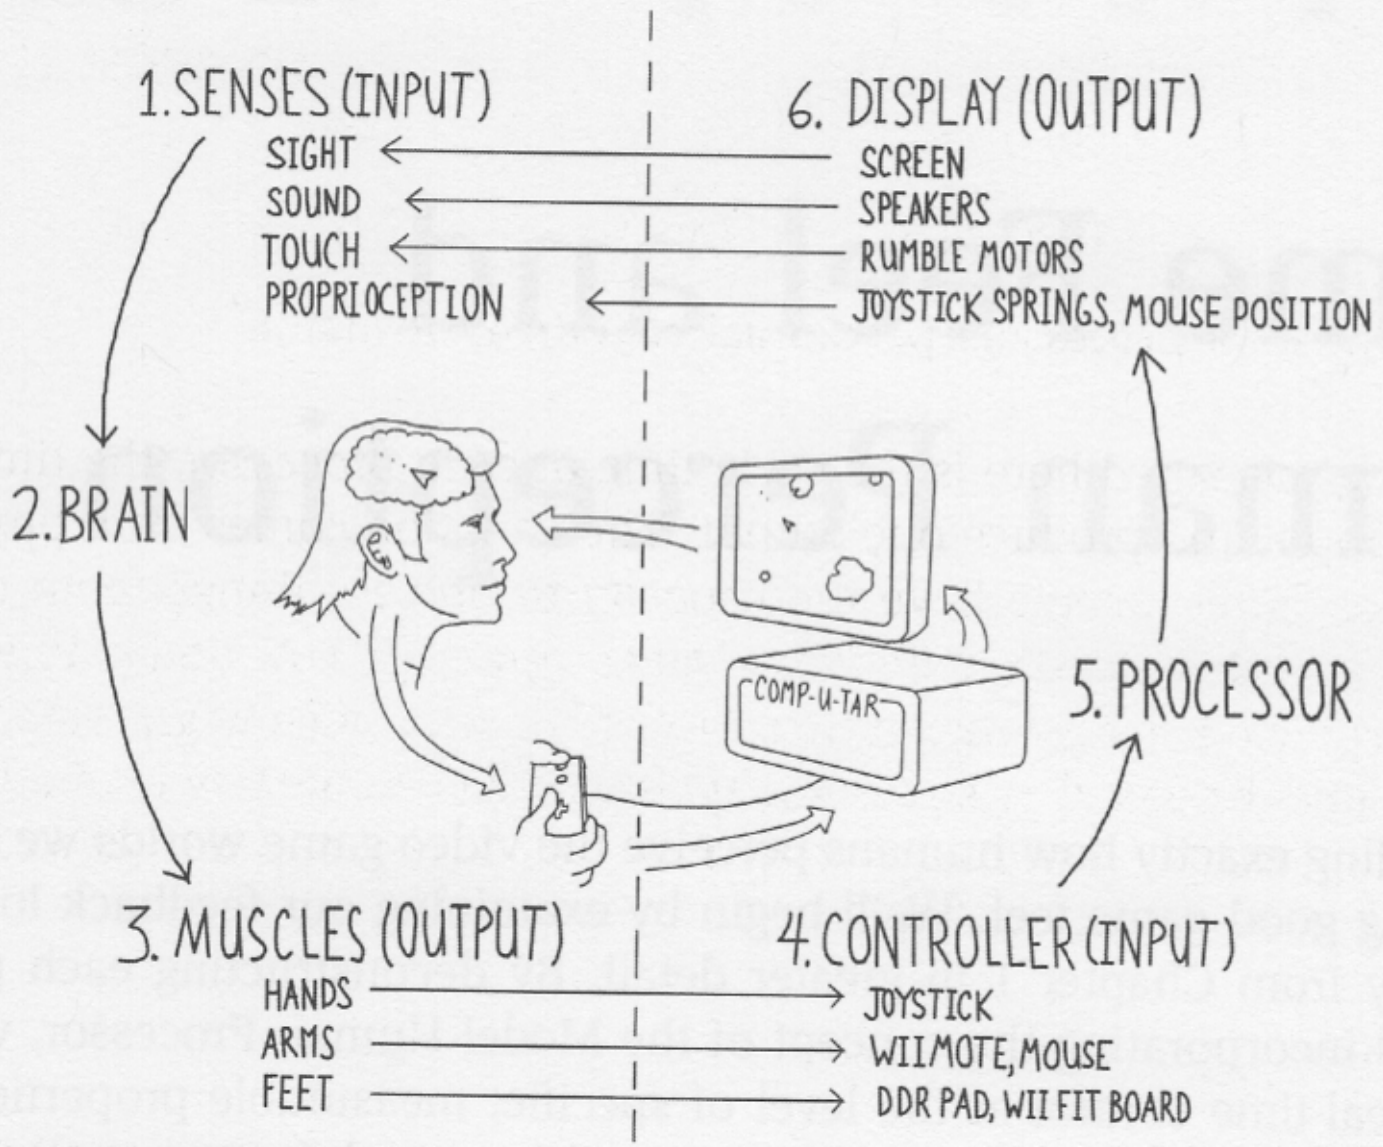 1. SENSES (INPUT)
SIGHT
SOUND
TOUCH
PROPRIOCEPTION
6. DISPLAY (OUTPUT)
SCREEN
SPEAKERS
RUMBLE MOTORS
JOYSTICK SPRINGS, MOUSE POSITION
2. BRAIN
COMP-U-TAR
5. PROCESSOR
3. MUSCLES (OUTPUT)
HANDS
ARMS
FEET
4. CONTROLLER (INPUT)
JOYSTICK
WIIMOTE, MOUSE
DDR PAD, WII FIT BOARD